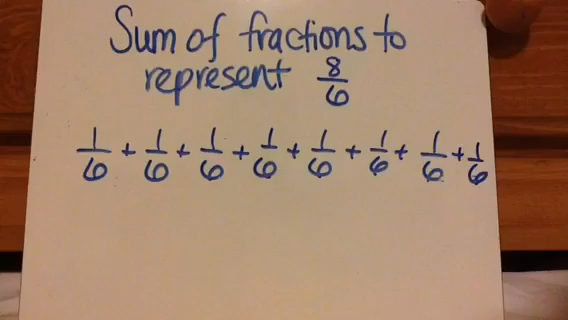 Sum of fractions to
represent 8/6
1/6 + 1/6 + 1/6 + 1/6 + 1/6 + 1/6 + 1/6 + 1/6